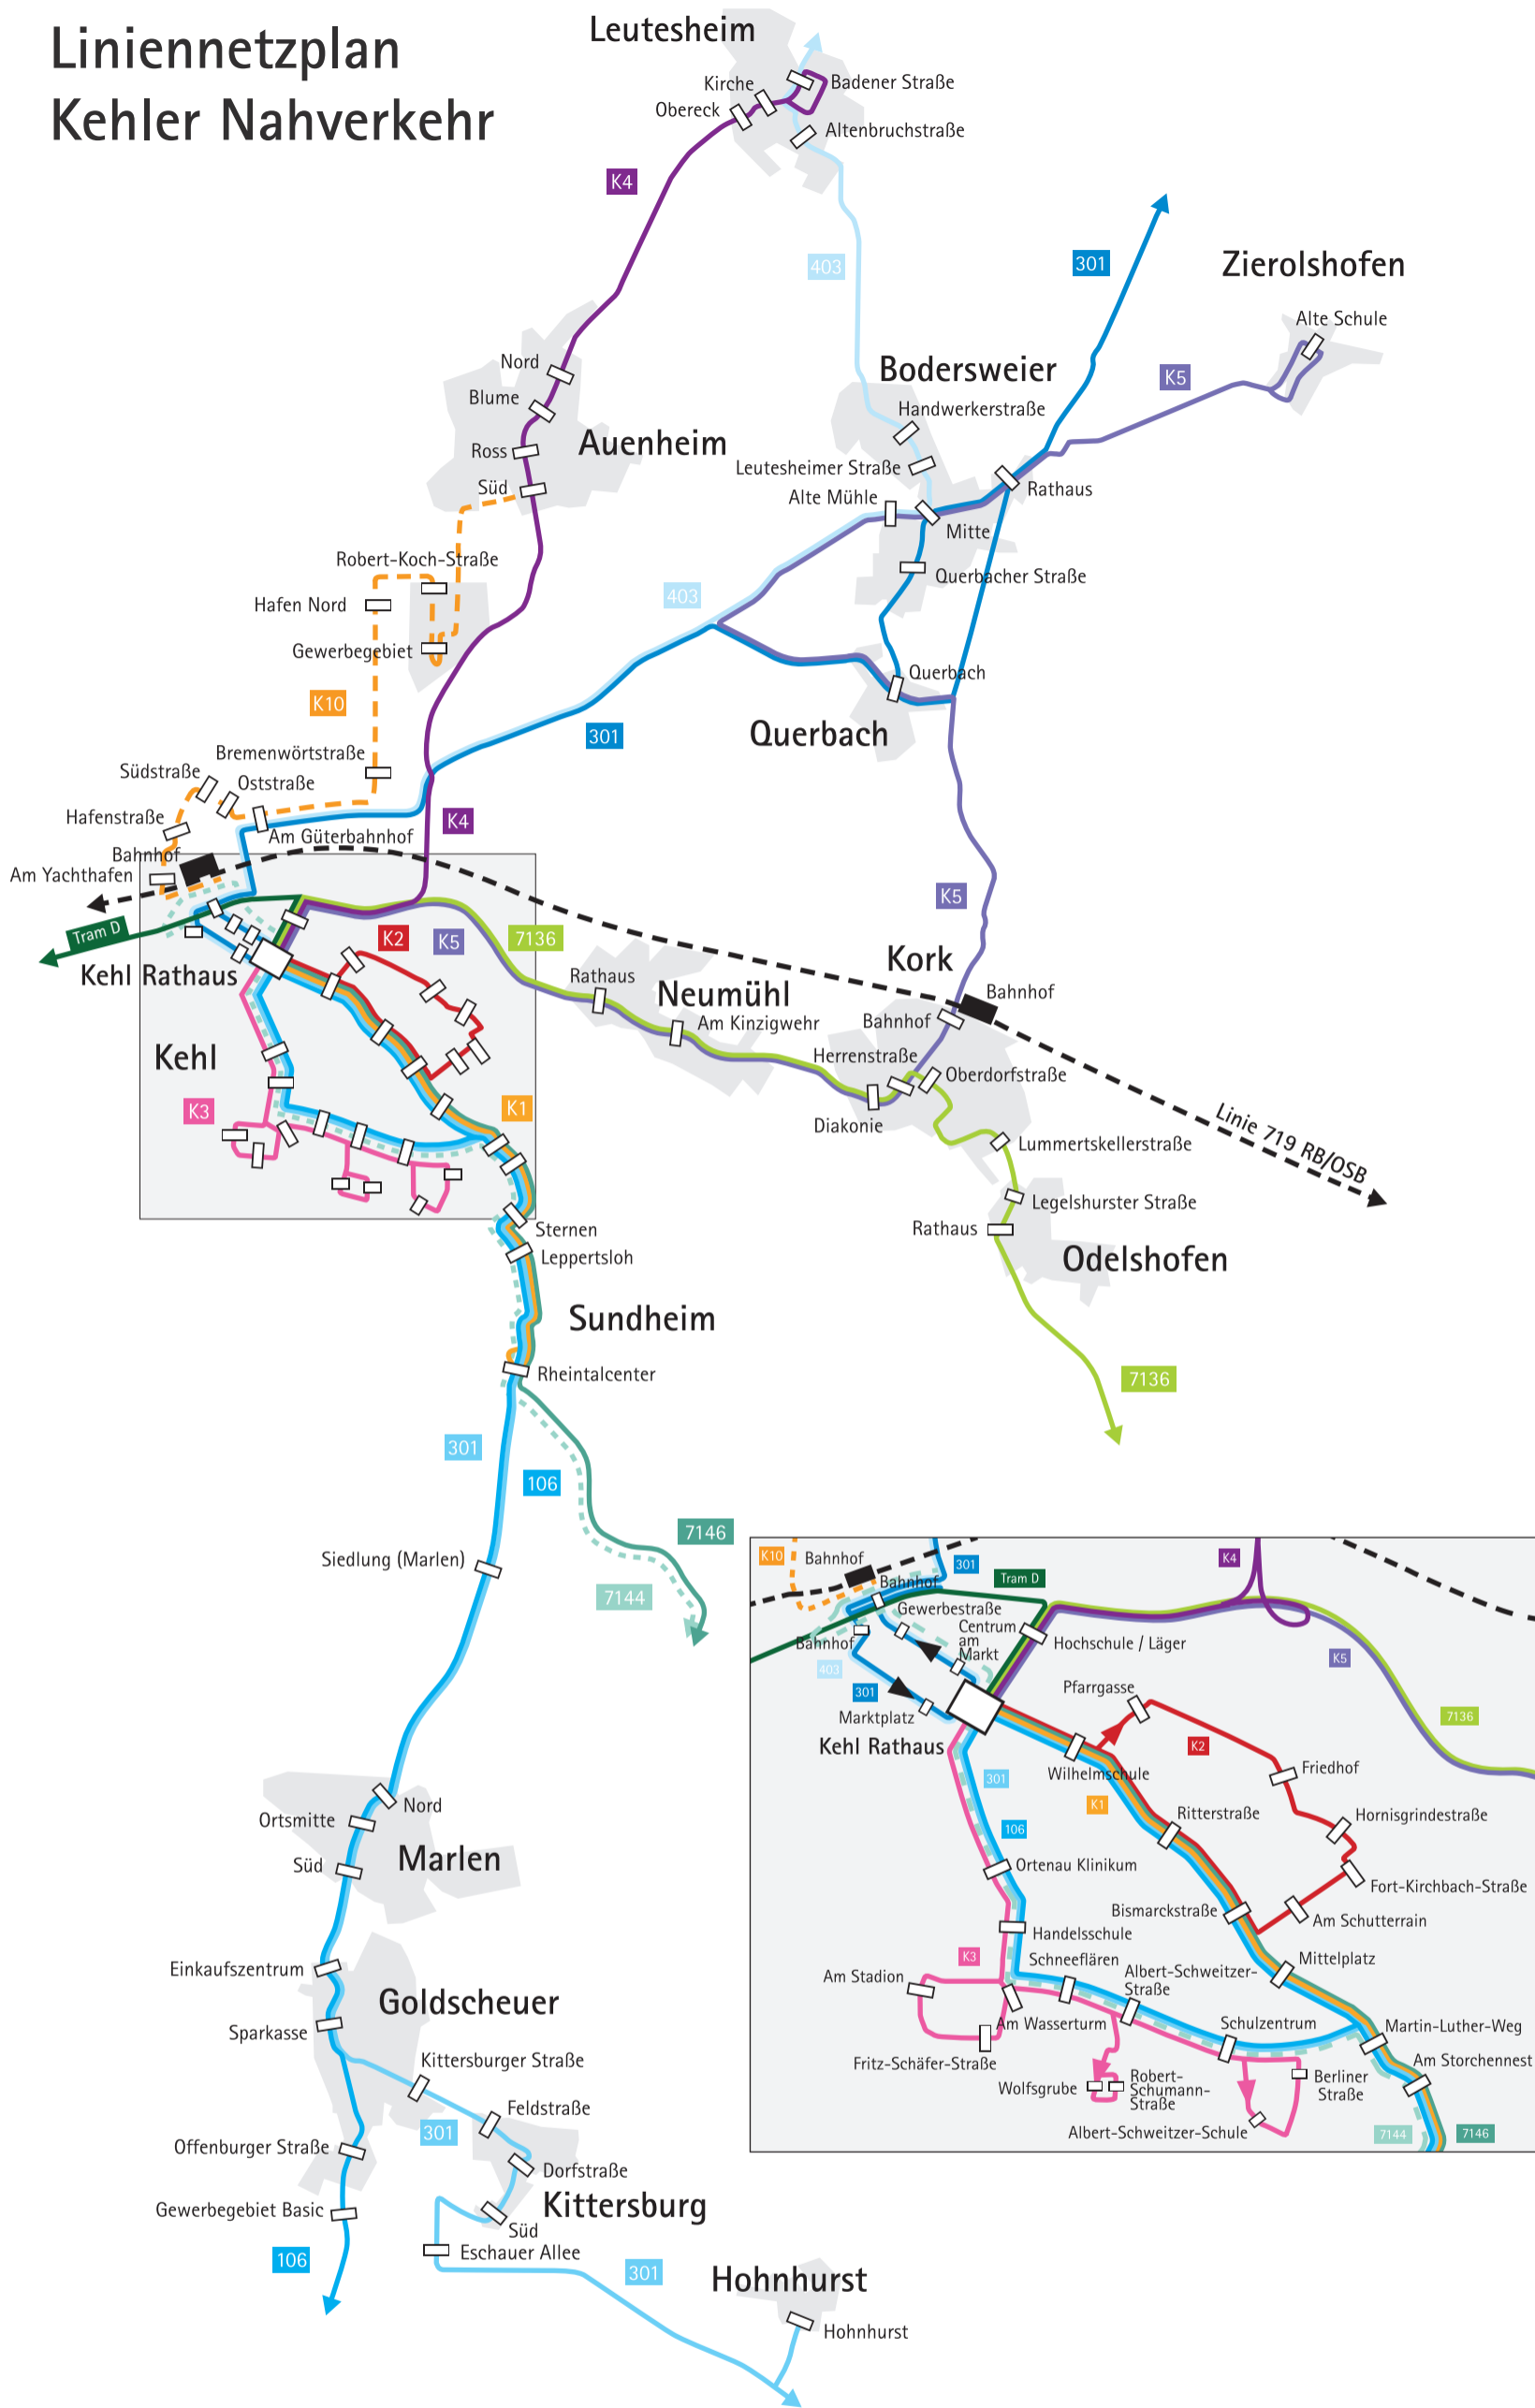 Liniennetzplan
Kehler Nahverkehr
Leutesheim
Kirche
Badener Straße
Obereck
Altenbruchstraße
K4
403
301
Zierolshofen
Alte Schule
Nord
Bodersweier
K5
Blume
Handwerkerstraße
Auenheim
Ross
Leutesheimer Straße
Süd
Alte Mühle
Rathaus
Mitte
Robert-Koch-Straße
Querbacher Straße
Hafen Nord
403
Gewerbegebiet
Querbach
K10
301
Querbach
Bremenwörtstraße
Südstraße
Oststraße
Hafenstraße
K4
Am Güterbahnhof
Bahnhof
Am Yachthafen
K5
Tram D
K2
K5
7136
Kork
Kehl Rathaus
Rathaus
Neumühl
Bahnhof
Am Kinzigwehr
Bahnhof
Kehl
Herrenstraße
Oberdorfstraße
K3
K1
Diakonie
Linie 719 RB/OSB
Lummertskellerstraße
Legelshurster Straße
Sternen
Rathaus
Leppertsloh
Odelshofen
Sundheim
Rheintalcenter
7136
301
106
7146
Siedlung (Marlen)
7144
Nord
Ortsmitte
Süd
Marlen
Einkaufszentrum
Goldscheuer
Sparkasse
Kittersburger Straße
Feldstraße
301
Offenburger Straße
Dorfstraße
Kittersburg
Gewerbegebiet Basic
Süd
Eschauer Allee
106
301
Hohnhurst
Hohnhurst
K10
Bahnhof
301
K4
Tram D
Bahnhof
Gewerbestraße
Centrum
am
Markt
Bahnhof
Hochschule / Läger
403
K5
301
Pfarrgasse
Marktplatz
7136
Kehl Rathaus
K2
Wilhelmschule
Friedhof
301
K1
Ritterstraße
Hornisgrindestraße
106
Ortenau Klinikum
Fort-Kirchbach-Straße
Bismarckstraße
Am Schutterrain
Handelsschule
K3
Schneeflären
Mittelplatz
Am Stadion
Albert-Schweitzer-
Straße
Am Wasserturm
Schulzentrum
Martin-Luther-Weg
Fritz-Schäfer-Straße
Am Storchennest
Wolfsgrube
Robert-
Schumann-
Straße
Berliner
Straße
Albert-Schweitzer-Schule
7144
7146